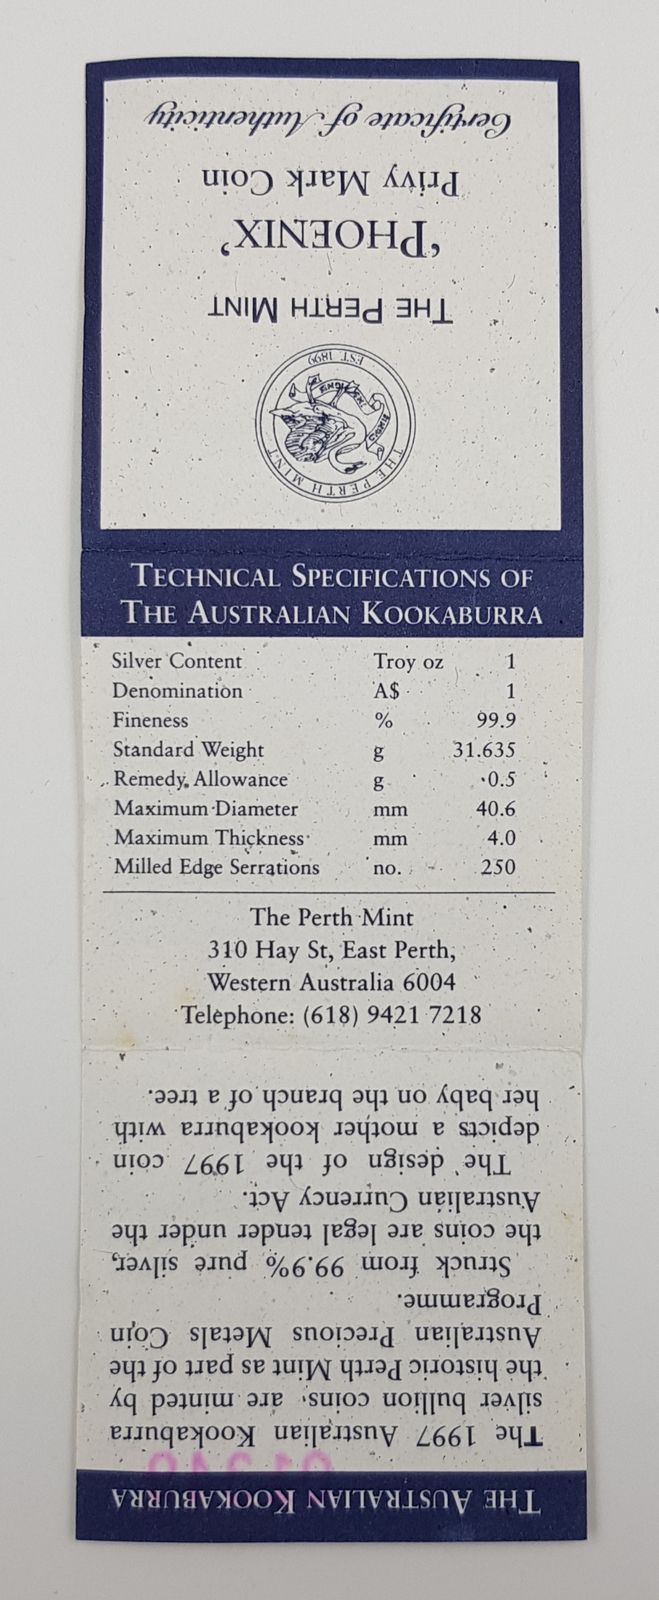 Certificate of Authenticity
Privy Mark Coin
'PHOENIX'
THE PERTH MINT
EST. 1899
THE PERTH MINT
TECHNICAL SPECIFICATIONS OF
THE AUSTRALIAN KOOKABURRA
Silver Content Troy oz 1
Denomination A$ 1
Fineness % 99.9
Standard Weight g 31.635
Remedy Allowance g 0.5
Maximum Diameter mm 40.6
Maximum Thickness mm 4.0
Milled Edge Serrations no. 250
The Perth Mint
310 Hay St, East Perth,
Western Australia 6004
Telephone: (618) 9421 7218
THE AUSTRALIAN KOOKABURRA
The 1997 Australian Kookaburra
silver bullion coins, are minted by
the historic Perth Mint as part of the
Australian Precious Metals Coin
Programme.
Struck from 99.9% pure silver,
the coins are legal tender under the
Australian Currency Act.
The design of the 1997 coin
depicts a mother kookaburra with
her baby on the branch of a tree.